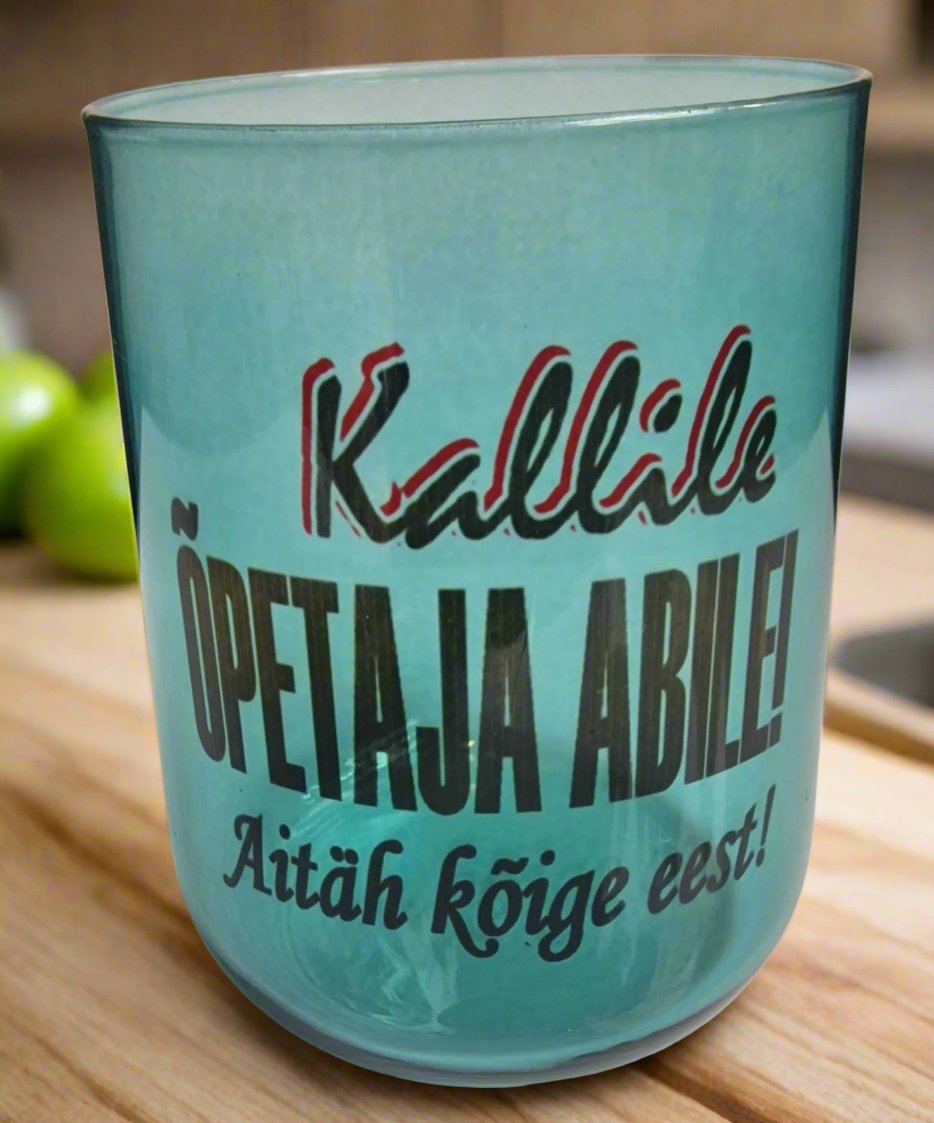 Kallile
ÕPETAJA ABILE!
Aitäh kõige eest!